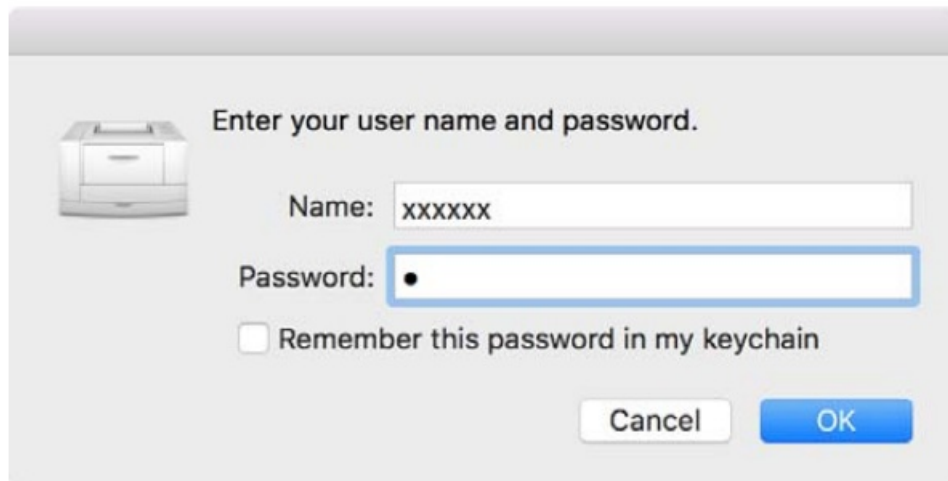 Enter your user name and password.
Name: xxxxxx
Password: •
Remember this password in my keychain
Cancel OK